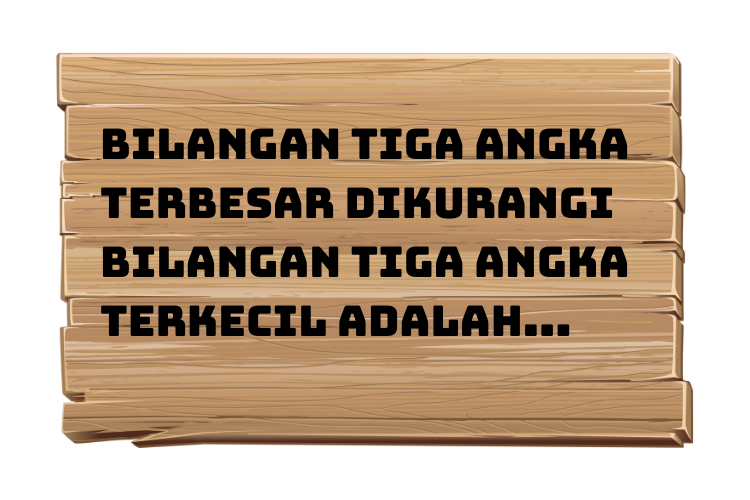 BILANGAN TIGA ANGKA
TERBESAR DIKURANGI
BILANGAN TIGA ANGKA
TERKECIL ADALAH...